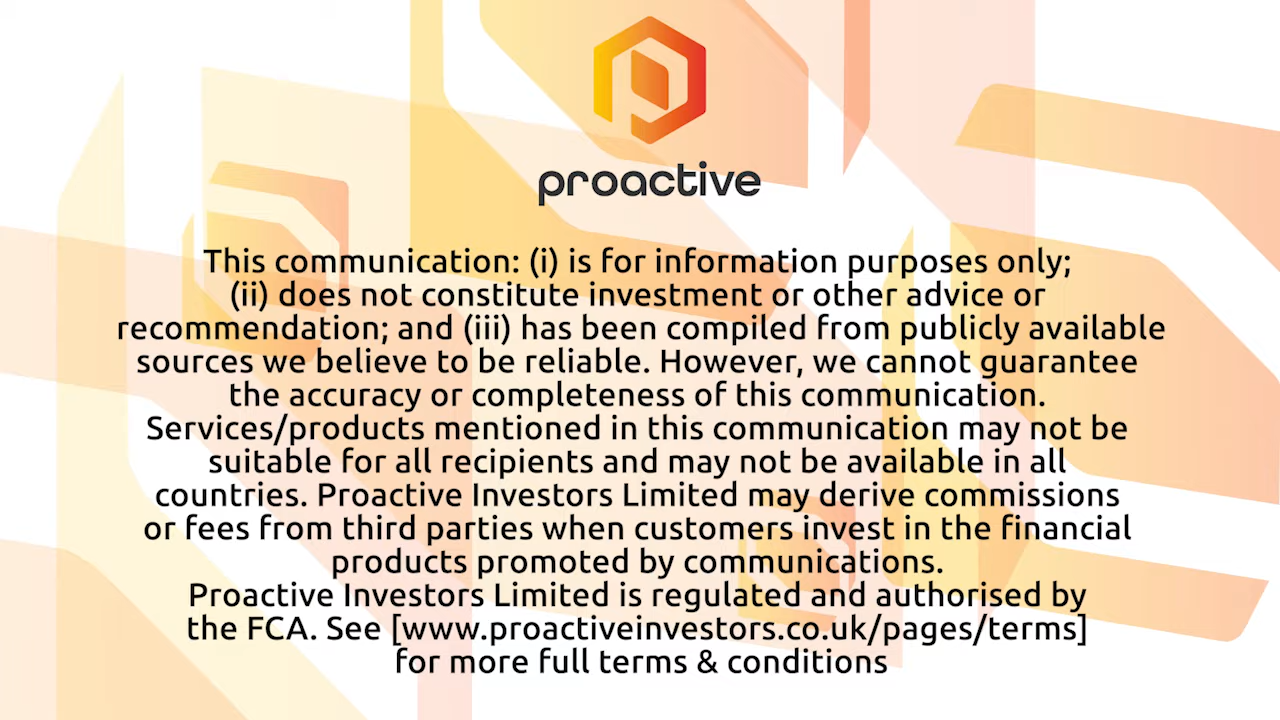 proactive
This communication: (i) is for information purposes only;
(ii) does not constitute investment or other advice or
recommendation; and (iii) has been compiled from publicly available
sources we believe to be reliable. However, we cannot guarantee
the accuracy or completeness of this communication.
Services/products mentioned in this communication may not be
suitable for all recipients and may not be available in all
countries. Proactive Investors Limited may derive commissions
or fees from third parties when customers invest in the financial
products promoted by communications.
Proactive Investors Limited is regulated and authorised by
the FCA. See [www.proactiveinvestors.co.uk/pages/terms]
for more full terms & conditions